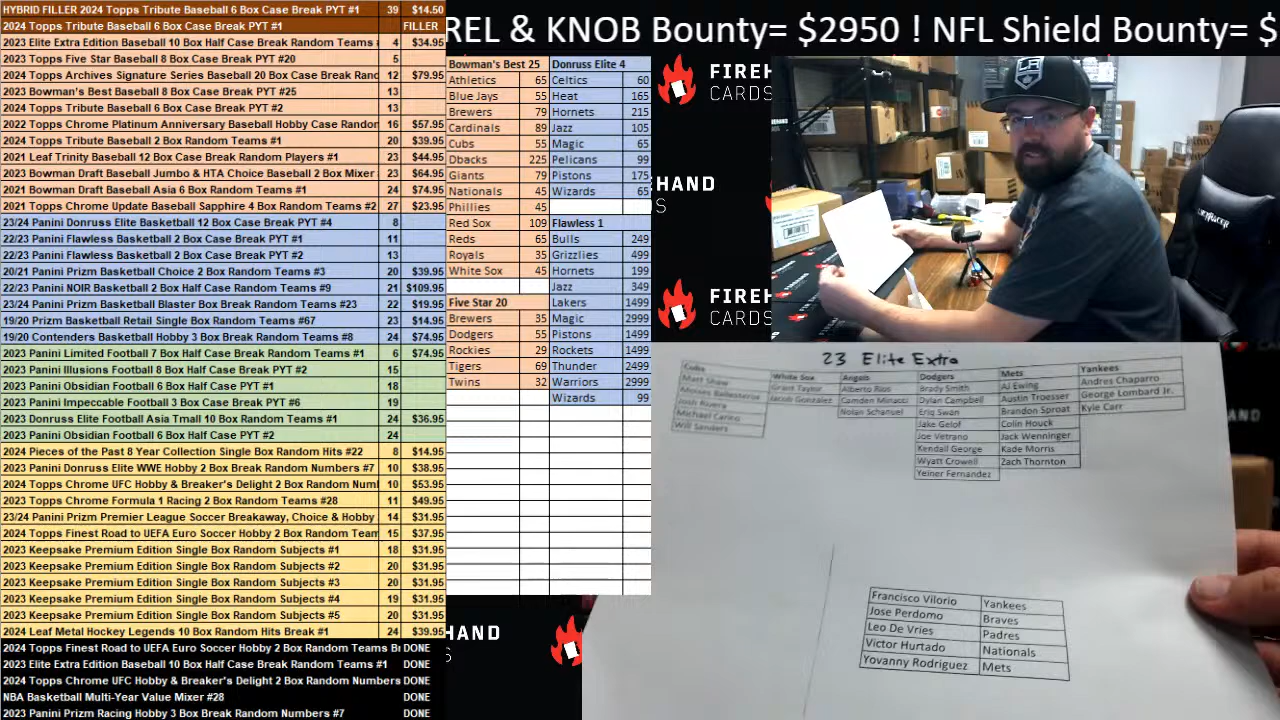 REL & KNOB Bounty= $2950 ! NFL Shield Bounty= $
HYBRID FILLER 2024 Topps Tribute Baseball 6 Box Case Break PYT #1 39 $14.50
2024 Topps Tribute Baseball 6 Box Case Break PYT #1 FILLER
2023 Elite Extra Edition Baseball 10 Box Half Case Break Random Teams 4 $34.95
2023 Topps Five Star Baseball 8 Box Case Break PYT #20 5
2024 Topps Archives Signature Series Baseball 20 Box Case Break Ranc 12 $79.95
2023 Bowman's Best Baseball 8 Box Case Break PYT #25 13
2024 Topps Tribute Baseball 6 Box Case Break PYT #2 13
2022 Topps Chrome Platinum Anniversary Baseball Hobby Case Random 16 $57.95
2024 Topps Tribute Baseball 2 Box Random Teams #1 20 $39.95
2021 Leaf Trinity Baseball 12 Box Case Break Random Players #1 23 $44.95
2023 Bowman Draft Baseball Jumbo & HTA Choice Baseball 2 Box Mixer 23 $64.95
2021 Bowman Draft Baseball Asia 6 Box Random Teams #1 24 $74.95
2021 Topps Chrome Update Baseball Sapphire 4 Box Random Teams #2 27 $23.95
23/24 Panini Donruss Elite Basketball 12 Box Case Break PYT #4 8
22/23 Panini Flawless Basketball 2 Box Case Break PYT #1 11
22/23 Panini Flawless Basketball 2 Box Case Break PYT #2 13
20/21 Panini Prizm Basketball Choice 2 Box Random Teams #3 20 $39.95
22/23 Panini NOIR Basketball 2 Box Random Teams #9 21 $109.95
23/24 Panini Prizm Basketball Blaster Box Break Random Teams #23 22 $19.95
19/20 Prizm Basketball Retail Single Box Random Teams #67 23 $14.95
19/20 Contenders Basketball Hobby 3 Box Break Random Teams #8 24 $74.95
2023 Panini Limited Football 7 Box Half Case Break Random Teams #1 6 $74.95
2023 Panini Illusions Football 8 Box Half Case Break PYT #2 15
2023 Panini Obsidian Football 6 Box Half Case PYT #1 18
2023 Panini Impeccable Football 3 Box Case Break PYT #6 19
2023 Donruss Elite Football Asia Tmall 10 Box Random Teams #1 24 $36.95
2023 Panini Obsidian Football 6 Box Half Case PYT #2 24
2024 Pieces of the Past 8 Year Collection Single Box Random Hits #22 8 $14.95
2023 Panini Donruss Elite WWE Hobby 2 Box Break Random Numbers #7 10 $38.95
2024 Topps Chrome UFC Hobby & Breaker's Delight 2 Box Random Numl 10 $53.95
2023 Topps Chrome Formula 1 Racing 2 Box Random Teams #28 11 $49.95
23/24 Panini Prizm Premier League Soccer Breakaway, Choice & Hobby 14 $31.95
2024 Topps Finest Road to UEFA Euro Soccer Hobby 2 Box Random Team 15 $37.95
2023 Keepsake Premium Edition Single Box Random Subjects #1 18 $31.95
2023 Keepsake Premium Edition Single Box Random Subjects #2 20 $31.95
2023 Keepsake Premium Edition Single Box Random Subjects #3 20 $31.95
2023 Keepsake Premium Edition Single Box Random Subjects #4 19 $31.95
2023 Keepsake Premium Edition Single Box Random Subjects #5 20 $31.95
2024 Leaf Metal Hockey Legends 10 Box Random Hits Break #1 24 $39.95
2024 Topps Finest Road to UEFA Euro Soccer Hobby 2 Box Random Teams Br DONE
2023 Elite Extra Edition Baseball 10 Box Half Case Break Random Teams #1 DONE
2024 Topps Chrome UFC Hobby & Breaker's Delight 2 Box Random Numbers DONE
NBA Basketball Multi-Year Value Mixer #28 DONE
2023 Panini Prizm Racing Hobby 3 Box Break Random Numbers #7 DONE
Bowman's Best 25
Athletics 65
Blue Jays 55
Brewers 79
Cardinals 89
Cubs 55
Dbacks 225
Giants 79
Nationals 45
Phillies 45
Red Sox 109
Reds 65
Royals 35
White Sox 45
Five Star 20
Brewers 35
Dodgers 55
Rockies 29
Tigers 69
Twins 32
Donruss Elite 4
Celtics 60
Heat 165
Hornets 215
Jazz 105
Magic 65
Pelicans 99
Pistons 175
Wizards 65
Flawless 1
Bulls 249
Grizzlies 499
Hornets 199
Jazz 349
Lakers 1499
Magic 2999
Pistons 1499
Rockets 1499
Thunder 2499
Warriors 2999
Wizards 99
FIREH
CARDS
EHAND
S
FIREH
CARDS
HAND
S
LA
23 Elite Extra
Cubs
Matt Shaw
Moises Ballesteros
Josh Rivera
Michael Carico
Will Sanders
White Sox
Grant Taylor
Jacob Gonzalez
Angels
Alberto Rios
Camden Minacci
Nolan Schanuel
Dodgers
Brady Smith
Dylan Campbell
Eriq Swan
Jake Gelof
Joe Vetrano
Kendall George
Wyatt Crowell
Yeiner Fernandez
Mets
AJ Ewing
Austin Troesser
Brandon Sproat
Colin Houck
Jack Wenninger
Kade Morris
Zach Thornton
Yankees
Andres Chaparro
George Lombard Jr.
Kyle Carr
Francisco Vilorio Yankees
Jose Perdomo Braves
Leo De Vries Padres
Victor Hurtado Nationals
Yovanny Rodriguez Mets